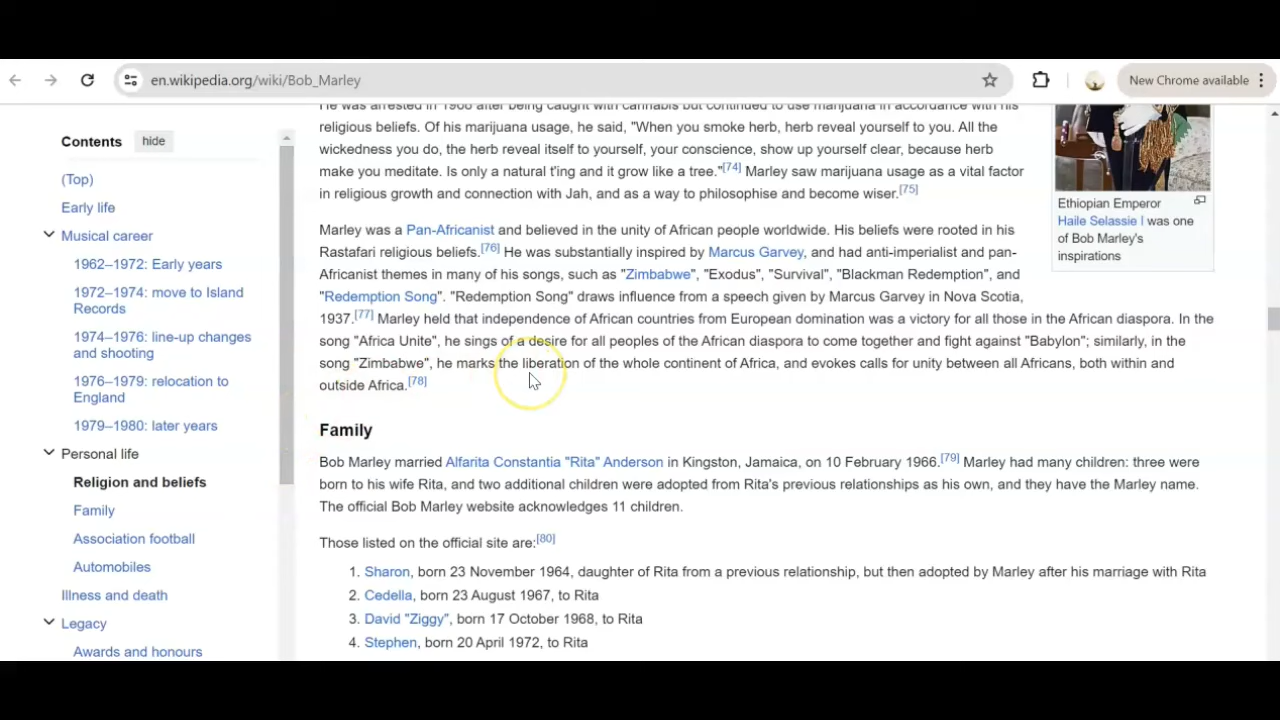 en.wikipedia.org/wiki/Bob_Marley
New Chrome available
Contents
hide
(Top)
Early life
Musical career
1962–1972: Early years
1972–1974: move to Island
Records
1974–1976: line-up changes
and shooting
1976–1979: relocation to
England
1979–1980: later years
Personal life
Religion and beliefs
Family
Association football
Automobiles
Illness and death
Legacy
Awards and honours
He was arrested in 1968 after being caught with cannabis but continued to use marijuana in accordance with his
religious beliefs. Of his marijuana usage, he said, "When you smoke herb, herb reveal yourself to you. All the
wickedness you do, the herb reveal itself to yourself, your conscience, show up yourself clear, because herb
make you meditate. Is only a natural t'ing and it grow like a tree."[74] Marley saw marijuana usage as a vital factor
in religious growth and connection with Jah, and as a way to philosophise and become wiser.[75]
Marley was a Pan-Africanist and believed in the unity of African people worldwide. His beliefs were rooted in his
Rastafari religious beliefs.[76] He was substantially inspired by Marcus Garvey, and had anti-imperialist and pan-
Africanist themes in many of his songs, such as "Zimbabwe", "Exodus", "Survival", "Blackman Redemption", and
"Redemption Song". "Redemption Song" draws influence from a speech given by Marcus Garvey in Nova Scotia,
1937.[77] Marley held that independence of African countries from European domination was a victory for all those in the African diaspora. In the
song "Africa Unite", he sings of a desire for all peoples of the African diaspora to come together and fight against "Babylon"; similarly, in the
song "Zimbabwe", he marks the liberation of the whole continent of Africa, and evokes calls for unity between all Africans, both within and
outside Africa.[78]
Ethiopian Emperor
Haile Selassie I was one
of Bob Marley's
inspirations
Family
Bob Marley married Alfarita Constantia "Rita" Anderson in Kingston, Jamaica, on 10 February 1966.[79] Marley had many children: three were
born to his wife Rita, and two additional children were adopted from Rita's previous relationships as his own, and they have the Marley name.
The official Bob Marley website acknowledges 11 children.
Those listed on the official site are:[80]
1. Sharon, born 23 November 1964, daughter of Rita from a previous relationship, but then adopted by Marley after his marriage with Rita
2. Cedella, born 23 August 1967, to Rita
3. David "Ziggy", born 17 October 1968, to Rita
4. Stephen, born 20 April 1972, to Rita